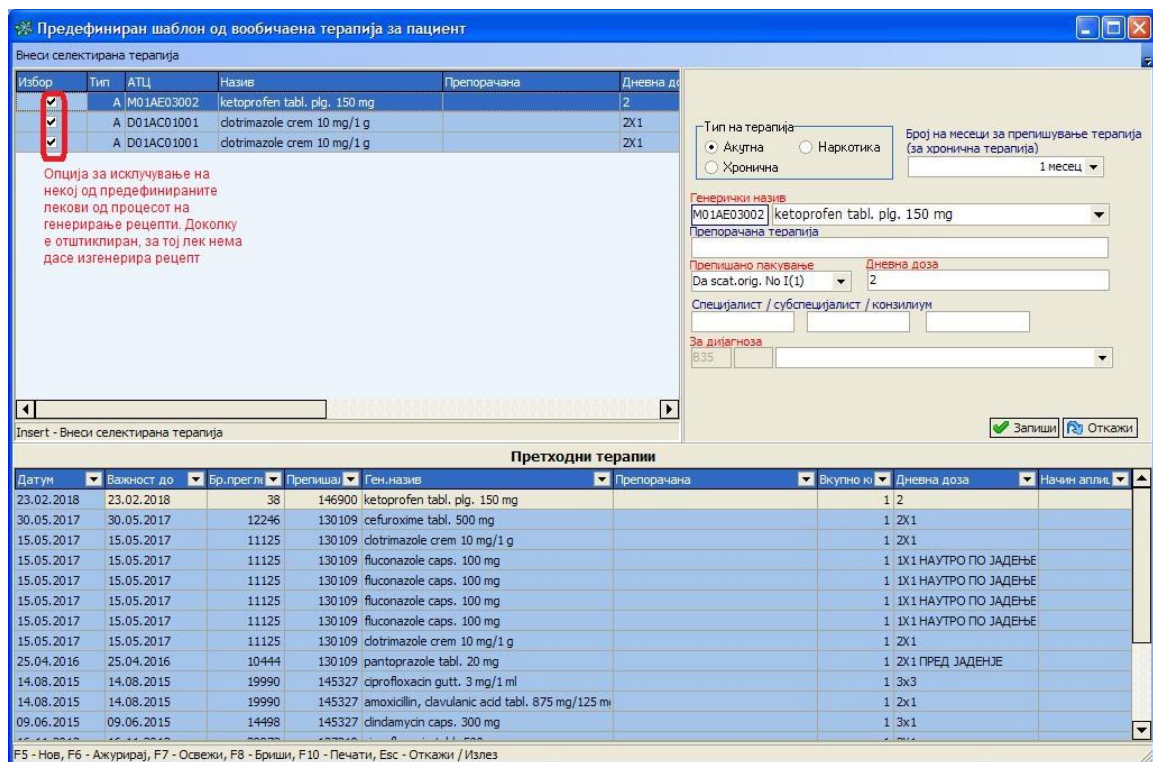 Предефиниран шаблон од вообичаена терапија за пациент
Внеси селектирана терапија
Избор Тип АТЦ Назив Препорачана Дневна до
A M01AE03002 ketoprofen tabl. plg. 150 mg 2
A D01AC01001 clotrimazole crem 10 mg/1 g 2X1
A D01AC01001 clotrimazole crem 10 mg/1 g 2X1
Опција за исклучување на
некој од предефинираните
лекови од процесот на
генерирање рецепти. Доколку
е отштиклиран, за тој лек нема
дасе изгенерира рецепт
Insert - Внеси селектирана терапија
Тип на терапија
Акутна Наркотика
Хронична
Број на месеци за препишување терапија
(за хронична терапија)
1 месец
Генерички назив
M01AE03002 ketoprofen tabl. plg. 150 mg
Препорачана терапија
Препишано пакување Дневна доза
Da scat.orig. No I(1) 2
Специјалист / субспецијалист / конзилиум
За дијагноза
B35
Запиши Откажи
Претходни терапии
Датум Важност до Бр.прегле Препишал Ген.назив Препорачана Вкупно к Дневна доза Начин аплиц
23.02.2018 23.02.2018 38 146900 ketoprofen tabl. plg. 150 mg 1 2
30.05.2017 30.05.2017 12246 130109 cefuroxime tabl. 500 mg 1 2X1
15.05.2017 15.05.2017 11125 130109 clotrimazole crem 10 mg/1 g 1 2X1
15.05.2017 15.05.2017 11125 130109 fluconazole caps. 100 mg 1 1X1 НАУТРО ПО ЈАДЕЊЕ
15.05.2017 15.05.2017 11125 130109 fluconazole caps. 100 mg 1 1X1 НАУТРО ПО ЈАДЕЊЕ
15.05.2017 15.05.2017 11125 130109 fluconazole caps. 100 mg 1 1X1 НАУТРО ПО ЈАДЕЊЕ
15.05.2017 15.05.2017 11125 130109 fluconazole caps. 100 mg 1 1X1 НАУТРО ПО ЈАДЕЊЕ
15.05.2017 15.05.2017 11125 130109 clotrimazole crem 10 mg/1 g 1 2X1
25.04.2016 25.04.2016 10444 130109 pantoprazole tabl. 20 mg 1 2X1 ПРЕД ЈАДЕНЈЕ
14.08.2015 14.08.2015 19990 145327 ciprofloxacin gutt. 3 mg/1 ml 1 3x3
14.08.2015 14.08.2015 19990 145327 amoxicillin, clavulanic acid tabl. 875 mg/125 m 1 2x1
09.06.2015 09.06.2015 14498 145327 clindamycin caps. 300 mg 1 3x1
F5 - Нов, F6 - Ажурирај, F7 - Освежи, F8 - Бриши, F10 - Печати, Esc - Откажи / Излез